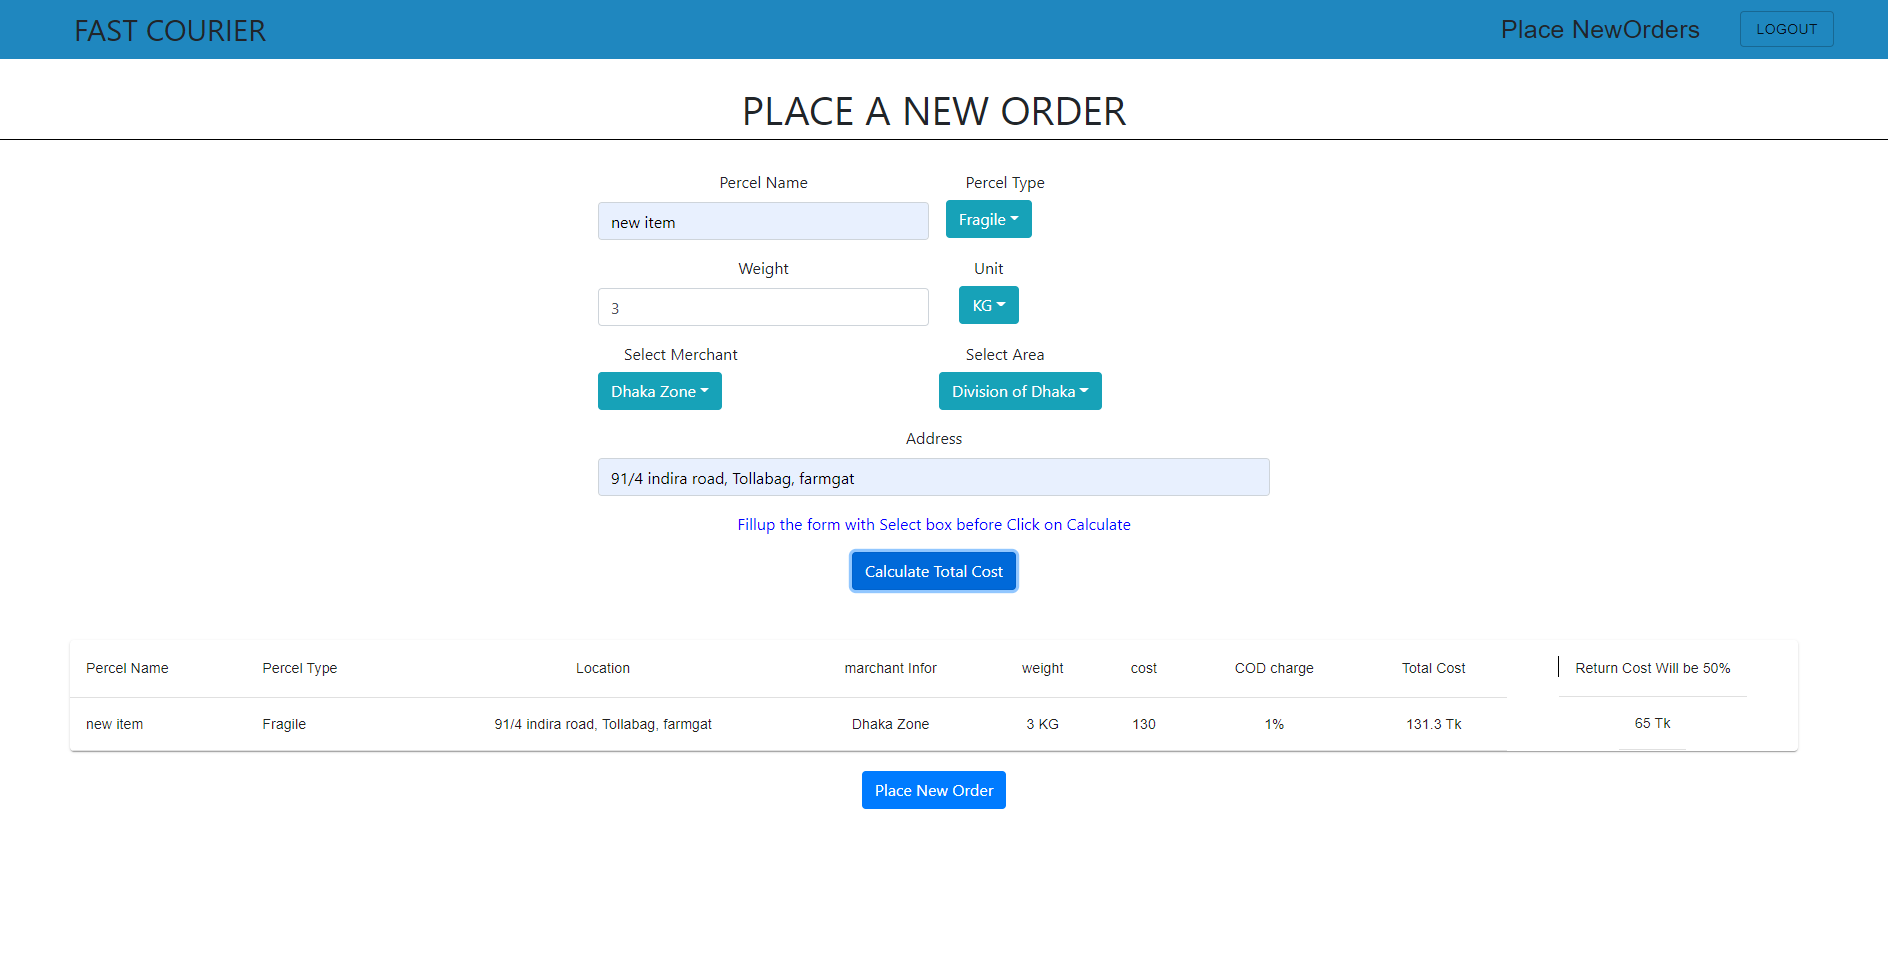 FAST COURIER Place NewOrders LOGOUT
PLACE A NEW ORDER
Percel Name Percel Type
new item Fragile
Weight Unit
3 KG
Select Merchant Select Area
Dhaka Zone Division of Dhaka
Address
91/4 indira road, Tollabag, farmgat
Fillup the form with Select box before Click on Calculate
Calculate Total Cost
Percel Name Percel Type Location marchant Infor weight cost COD charge Total Cost Return Cost Will be 50%
new item Fragile 91/4 indira road, Tollabag, farmgat Dhaka Zone 3 KG 130 1% 131.3 Tk 65 Tk
Place New Order